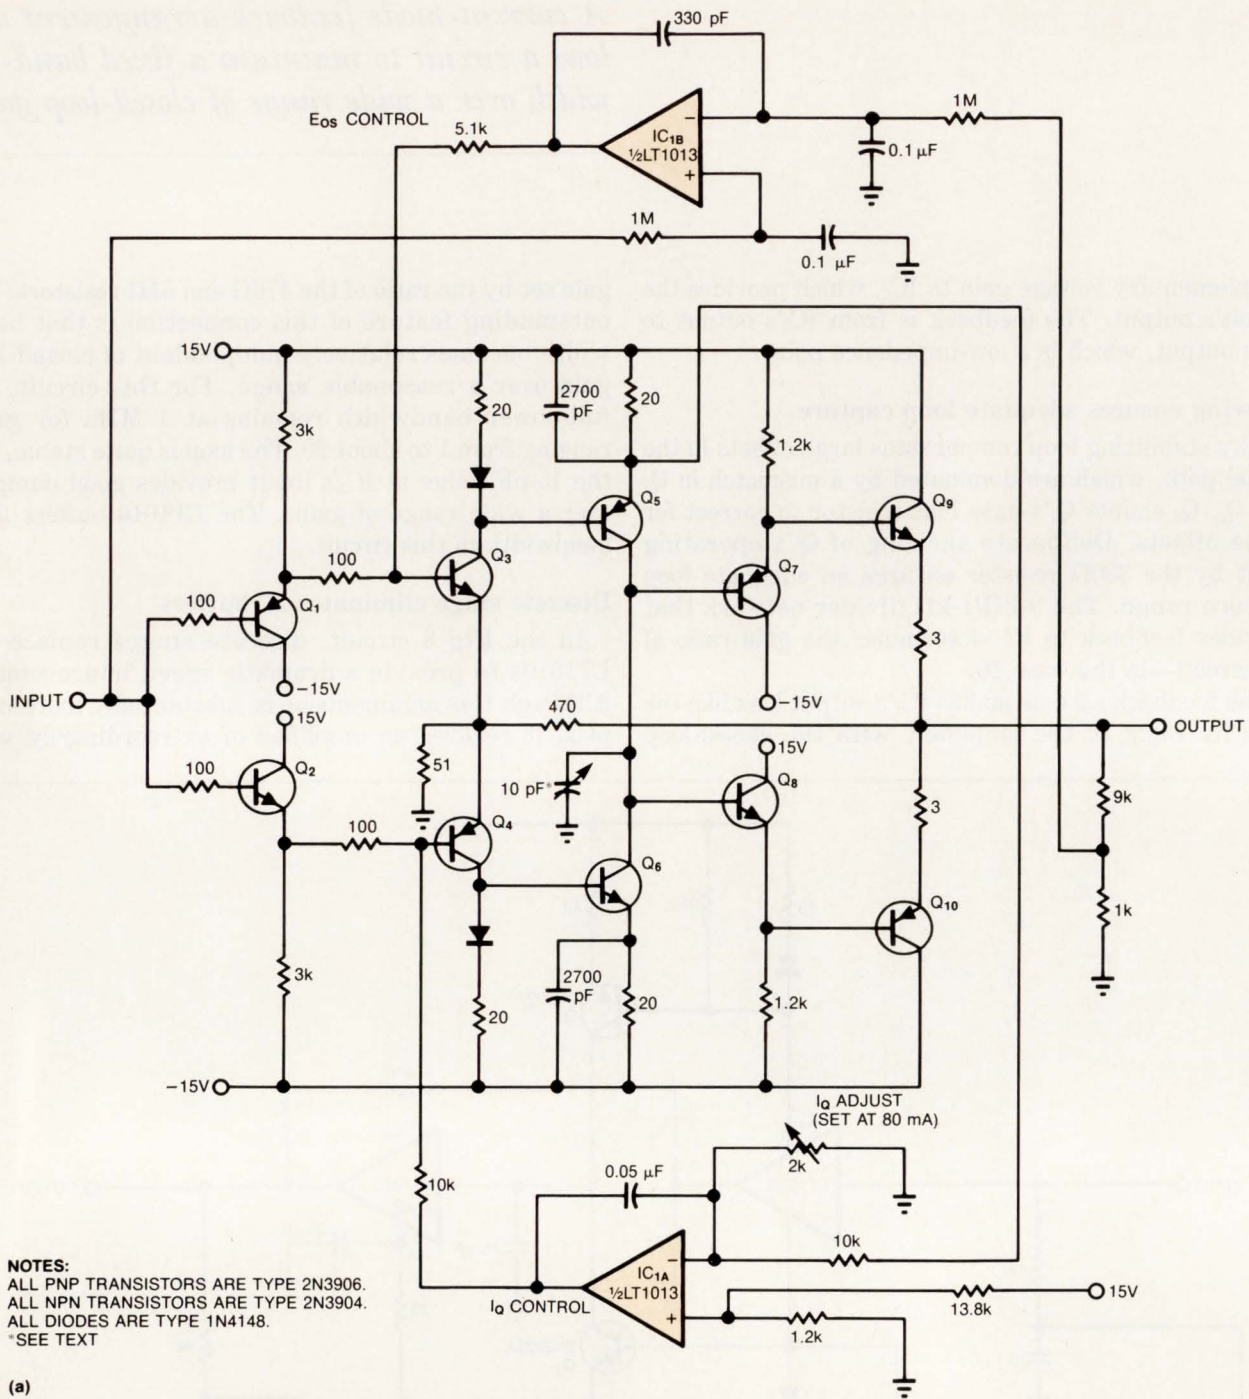 330 pF
EOS CONTROL
5.1k
IC1B
½LT1013
−
+
1M
0.1 µF
1M
0.1 µF
15V
3k
20
2700
pF
20
1.2k
Q5
Q9
Q3
Q7
100
100
Q1
−15V
15V
3
−15V
INPUT
470
OUTPUT
15V
100
Q2
51
10 pF*
Q8
3
9k
100
Q4
Q6
Q10
1k
3k
2700
pF
20
20
1.2k
−15V
IQ ADJUST
(SET AT 80 mA)
2k
0.05 µF
10k
10k
IC1A
½LT1013
−
+
IQ CONTROL
13.8k
15V
1.2k
NOTES:
ALL PNP TRANSISTORS ARE TYPE 2N3906.
ALL NPN TRANSISTORS ARE TYPE 2N3904.
ALL DIODES ARE TYPE 1N4148.
*SEE TEXT
(a)